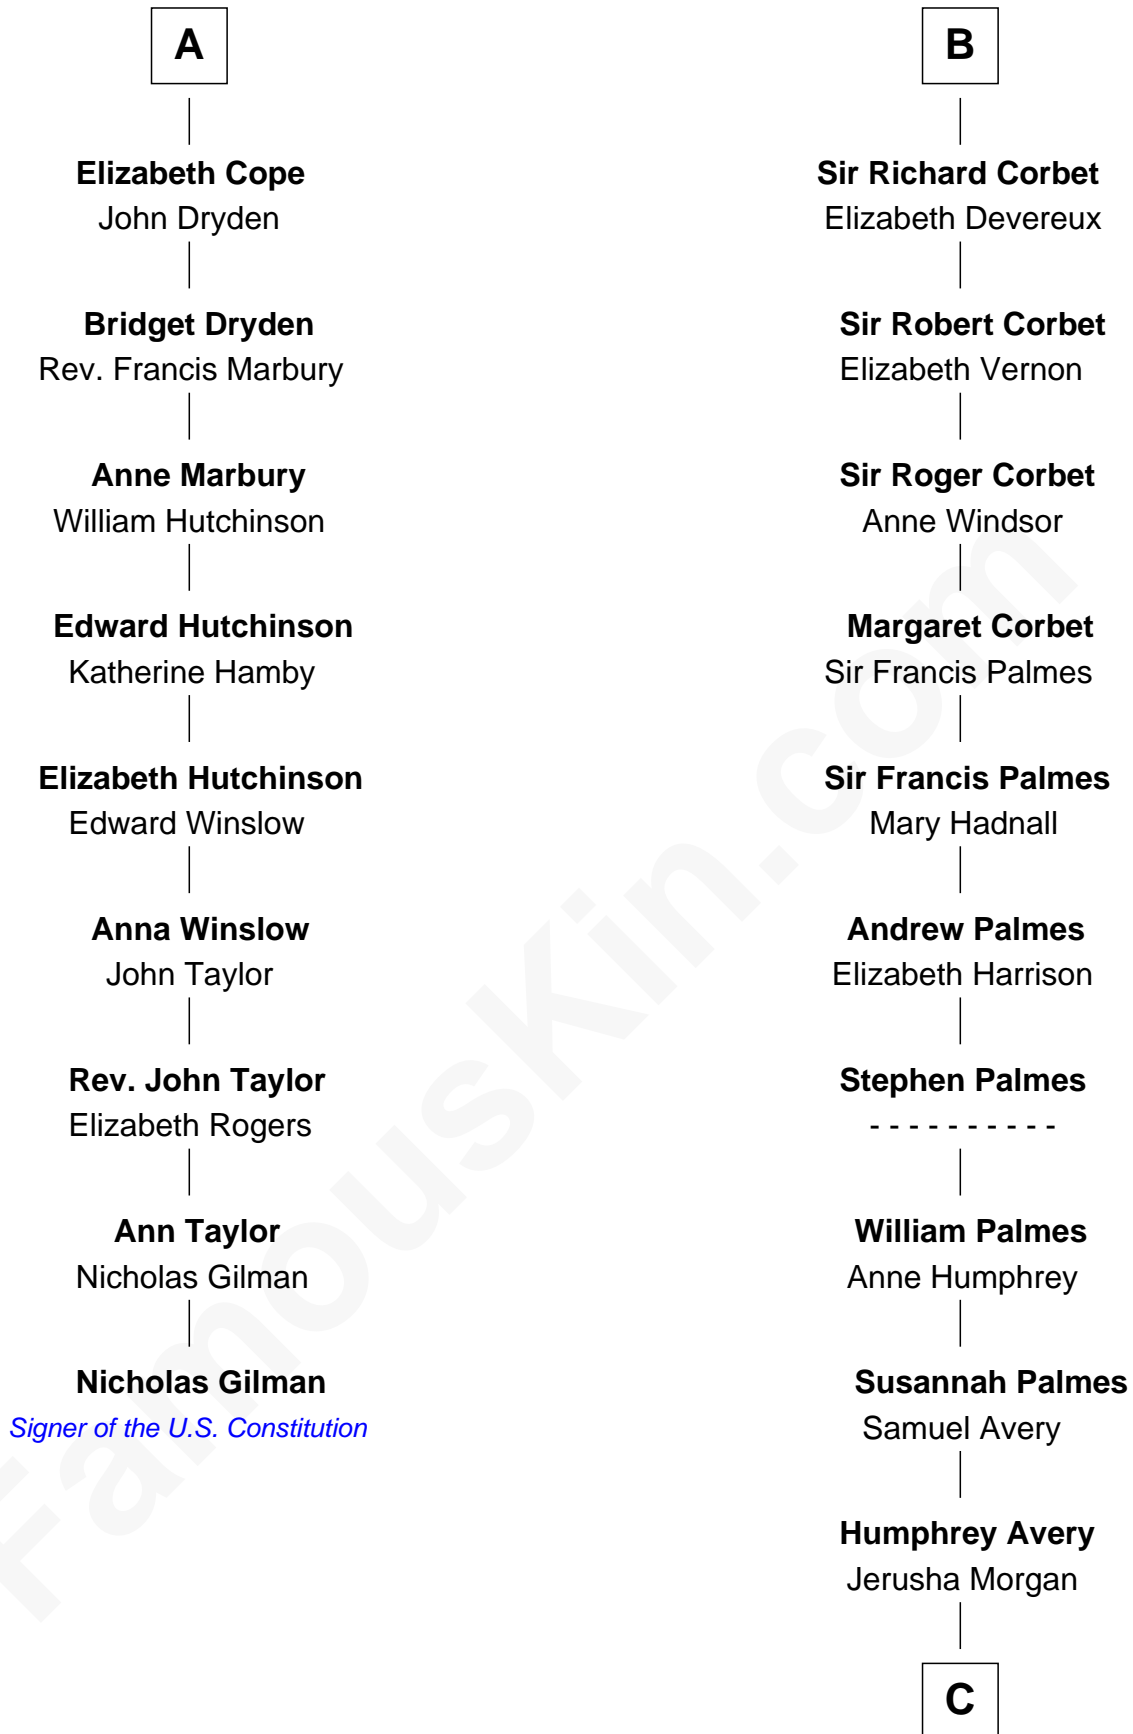 A
Elizabeth Cope
John Dryden
Bridget Dryden
Rev. Francis Marbury
Anne Marbury
William Hutchinson
Edward Hutchinson
Katherine Hamby
Elizabeth Hutchinson
Edward Winslow
Anna Winslow
John Taylor
Rev. John Taylor
Elizabeth Rogers
Ann Taylor
Nicholas Gilman
Nicholas Gilman
Signer of the U.S. Constitution
B
Sir Richard Corbet
Elizabeth Devereux
Sir Robert Corbet
Elizabeth Vernon
Sir Roger Corbet
Anne Windsor
Margaret Corbet
Sir Francis Palmes
Sir Francis Palmes
Mary Hadnall
Andrew Palmes
Elizabeth Harrison
Stephen Palmes
- - - - - - - - - -
William Palmes
Anne Humphrey
Susannah Palmes
Samuel Avery
Humphrey Avery
Jerusha Morgan
C
FamousKin.com